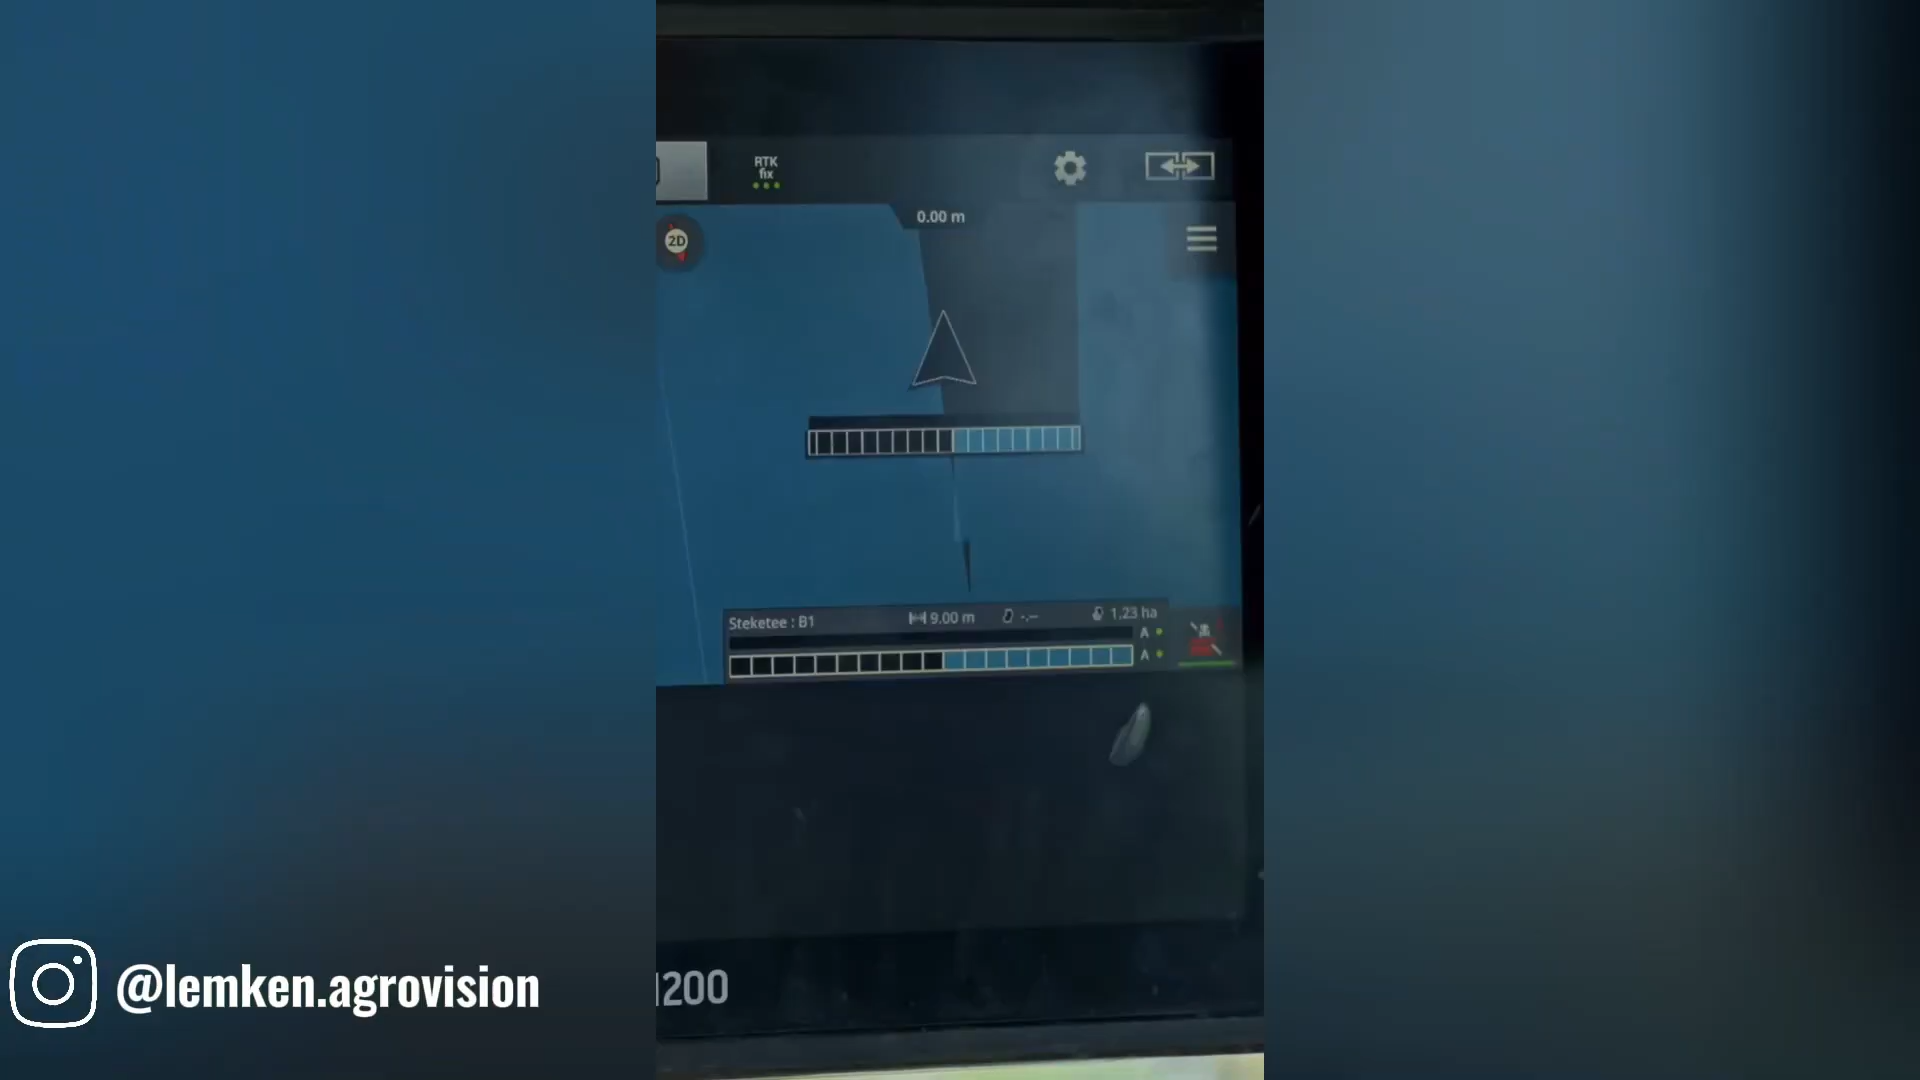 RTK
fix
0.00 m
2D
Steketee : B1
9.00 m
-.--
1.23 ha
A
A
@lemken.agrovision
1200